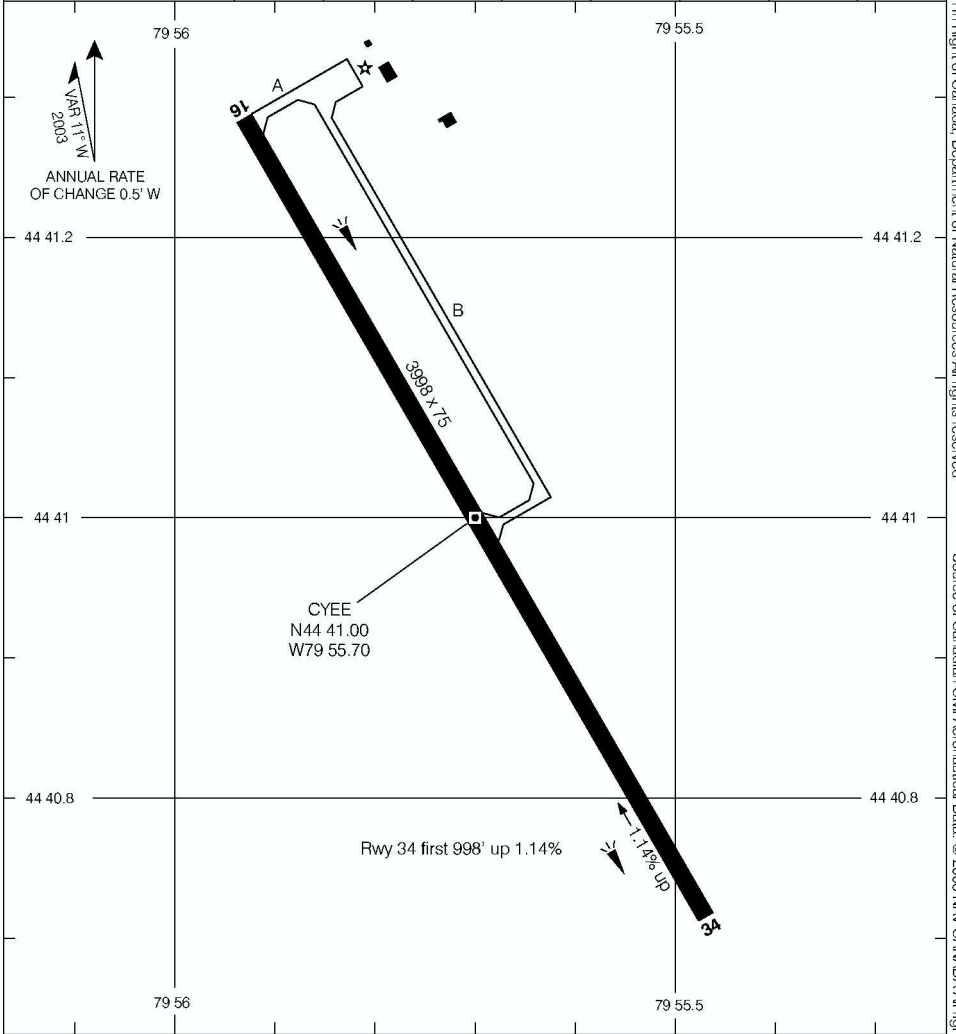 79 56
79 55.5
A
16
VAR 11° W
2003
ANNUAL RATE
OF CHANGE 0.5' W
44 41.2
44 41.2
B
3998 x 75
44 41
44 41
CYEE
N44 41.00
W79 55.70
44 40.8
44 40.8
Rwy 34 first 998' up 1.14%
1.14% up
34
79 56
79 55.5